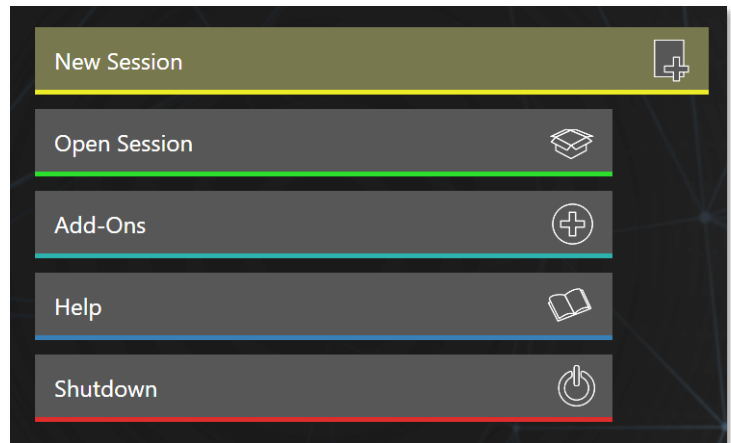 New Session
Open Session
Add-Ons
Help
Shutdown